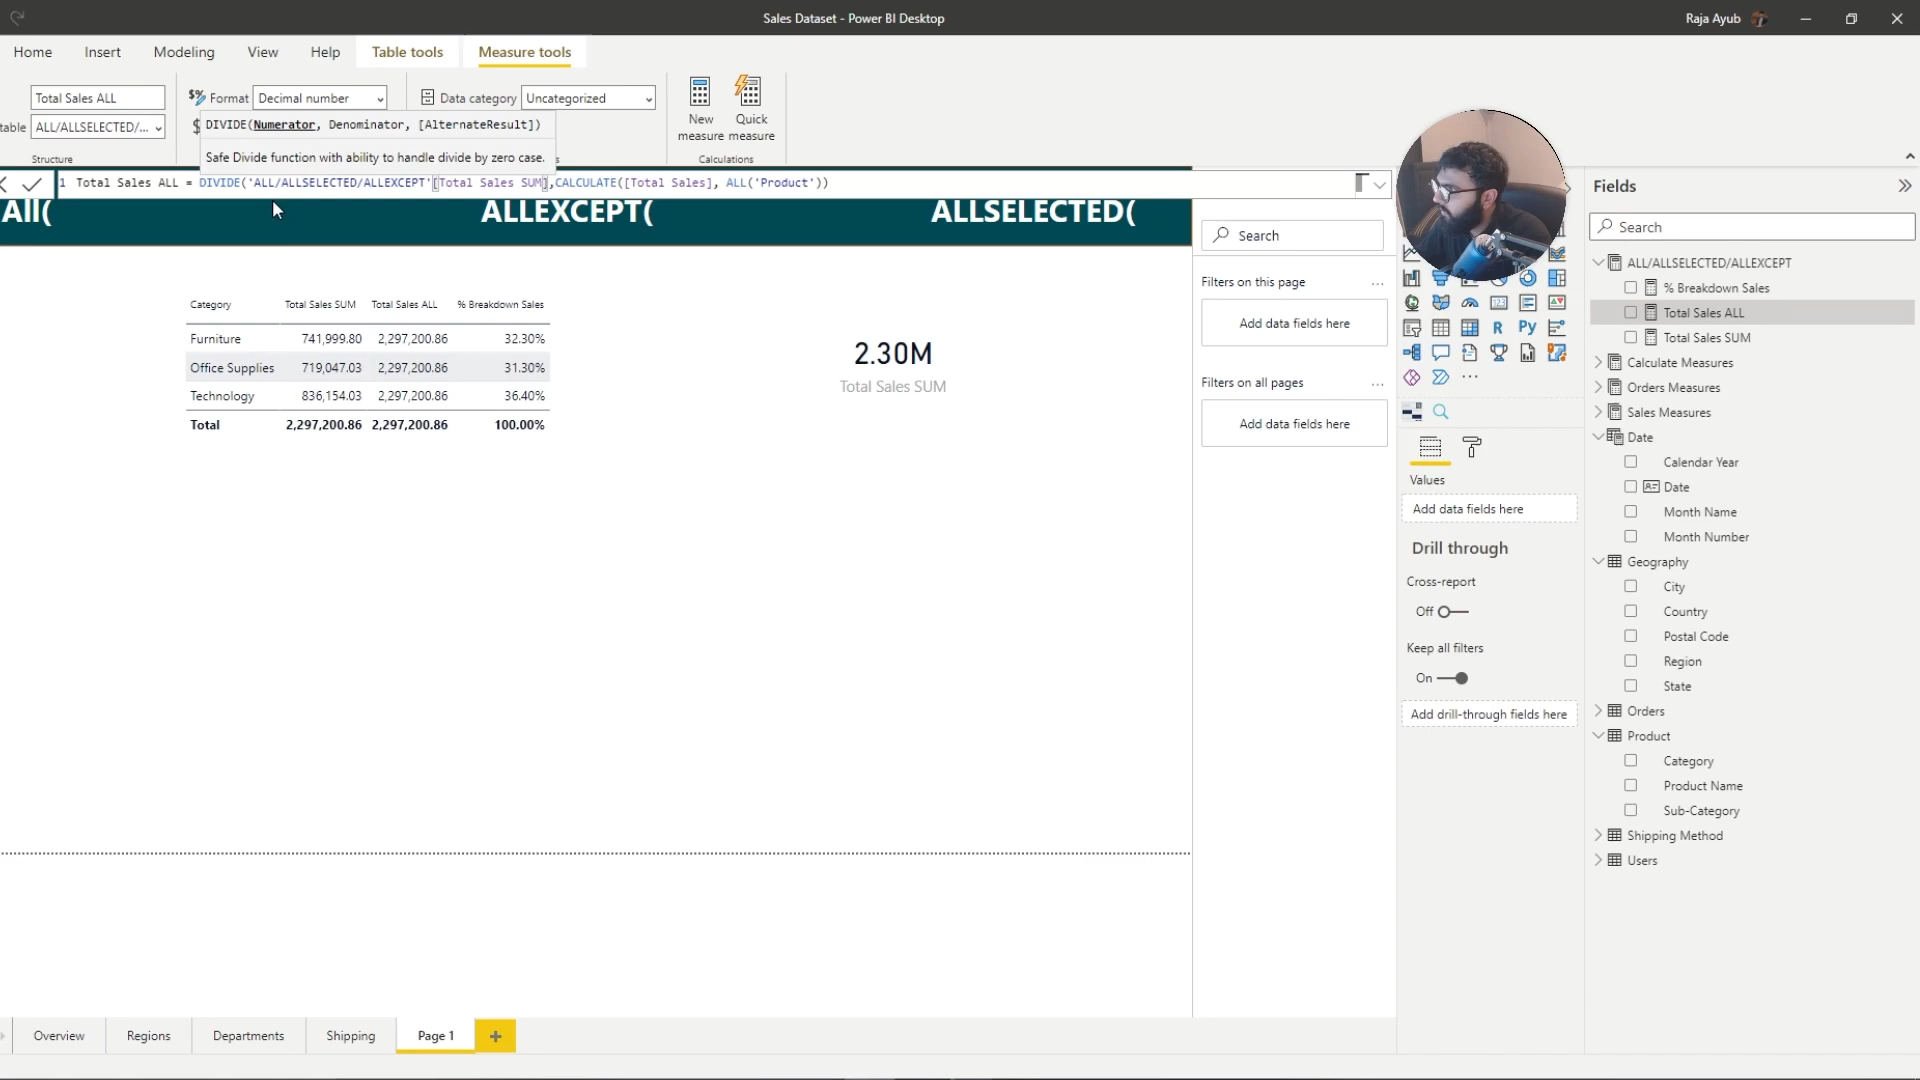 Sales Dataset - Power BI Desktop
Raja Ayub
Home
Insert
Modeling
View
Help
Table tools
Measure tools
Total Sales ALL
Format
Decimal number
Data category
Uncategorized
table
ALL/ALLSELECTED/...
$
New
measure
Quick
measure
Structure
Calculations
DIVIDE(Numerator, Denominator, [AlternateResult])
Safe Divide function with ability to handle divide by zero case.
1 Total Sales ALL = DIVIDE('ALL/ALLSELECTED/ALLEXCEPT'[Total Sales SUM],CALCULATE([Total Sales], ALL('Product'))
All(
ALLEXCEPT(
ALLSELECTED(
Category Total Sales SUM Total Sales ALL % Breakdown Sales
Furniture 741,999.80 2,297,200.86 32.30%
Office Supplies 719,047.03 2,297,200.86 31.30%
Technology 836,154.03 2,297,200.86 36.40%
Total 2,297,200.86 2,297,200.86 100.00%
2.30M
Total Sales SUM
Search
Filters on this page
...
Add data fields here
Filters on all pages
...
Add data fields here
R
Py
...
Values
Add data fields here
Drill through
Cross-report
Off
Keep all filters
On
Add drill-through fields here
Fields
Search
ALL/ALLSELECTED/ALLEXCEPT
% Breakdown Sales
Total Sales ALL
Total Sales SUM
Calculate Measures
Orders Measures
Sales Measures
Date
Calendar Year
Date
Month Name
Month Number
Geography
City
Country
Postal Code
Region
State
Orders
Product
Category
Product Name
Sub-Category
Shipping Method
Users
Overview
Regions
Departments
Shipping
Page 1
+